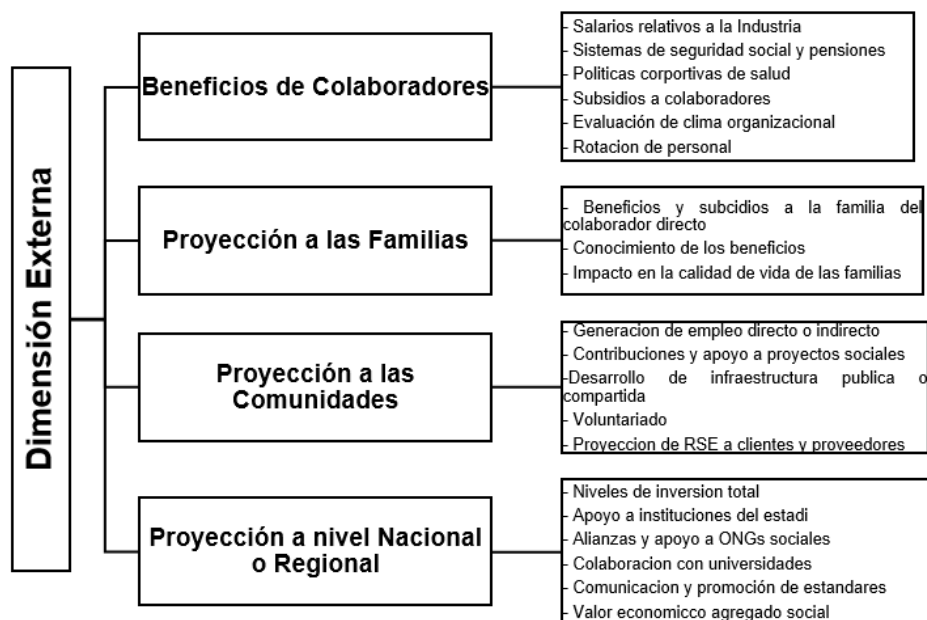 Dimensión Externa
Beneficios de Colaboradores
- Salarios relativos a la Industria
- Sistemas de seguridad social y pensiones
- Politicas corportivas de salud
- Subsidios a colaboradores
- Evaluación de clima organizacional
- Rotacion de personal
Proyección a las Familias
- Beneficios y subcidios a la familia del
colaborador directo
- Conocimiento de los beneficios
- Impacto en la calidad de vida de las familias
Proyección a las
Comunidades
- Generacion de empleo directo o indirecto
- Contribuciones y apoyo a proyectos sociales
-Desarrollo de infraestructura publica o
compartida
- Voluntariado
- Proyeccion de RSE a clientes y proveedores
Proyección a nivel Nacional
o Regional
- Niveles de inversion total
- Apoyo a instituciones del estadi
- Alianzas y apoyo a ONGs sociales
- Colaboracion con universidades
- Comunicacion y promoción de estandares
- Valor economicco agregado social